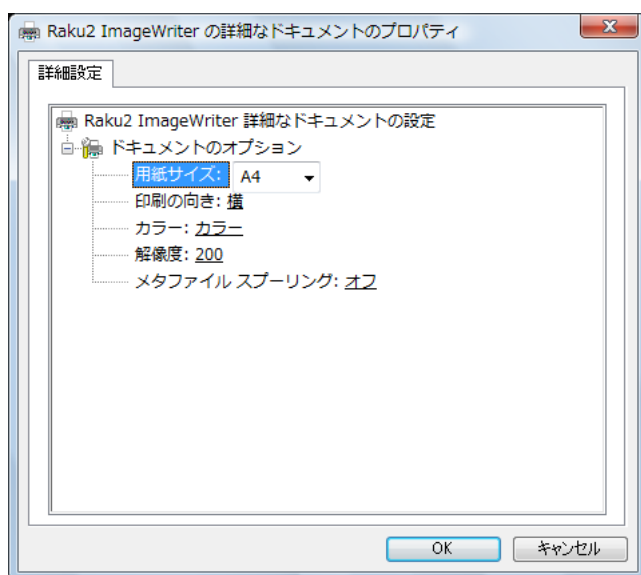 Raku2 ImageWriter の詳細なドキュメントのプロパティ
詳細設定
Raku2 ImageWriter 詳細なドキュメントの設定
ドキュメントのオプション
用紙サイズ: A4
印刷の向き: 横
カラー: カラー
解像度: 200
メタファイル スプーリング: オフ
OK キャンセル